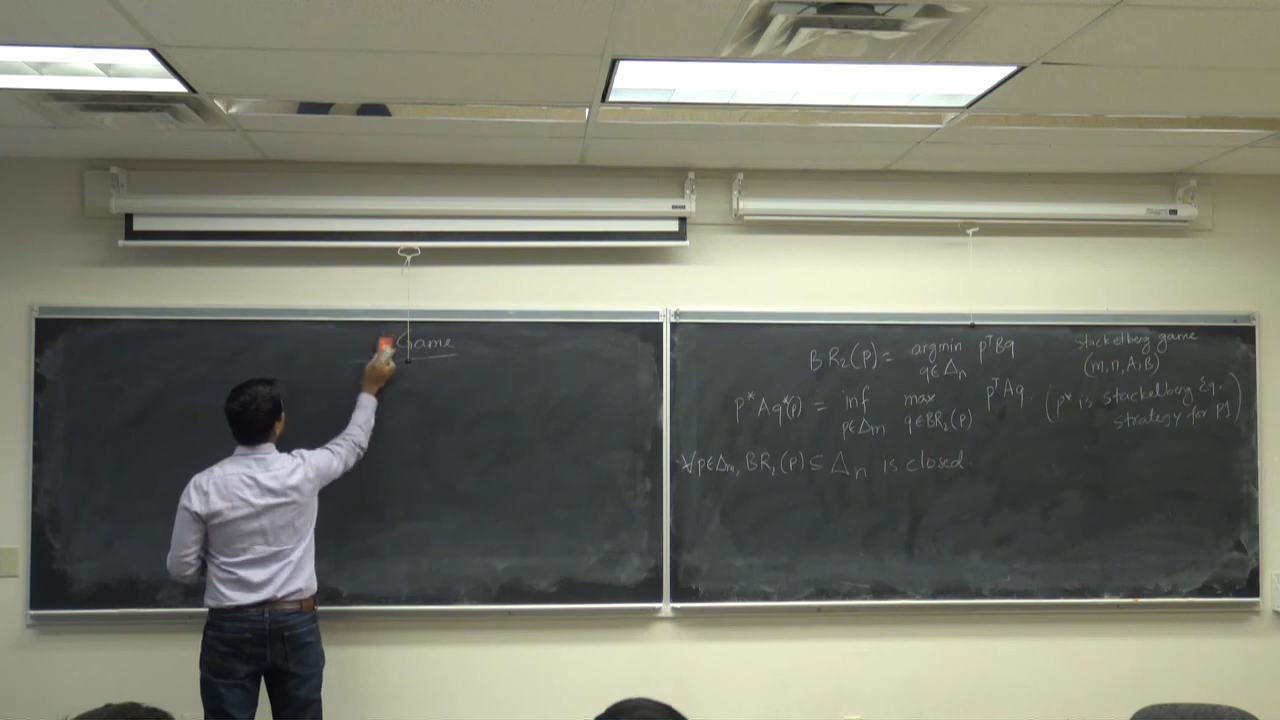 Game
BR₂(p) = argmin pᵀBq
q∈Δₙ
stackelberg game
(m, n, A, B)
p*Aq*(p) = inf max pᵀAq.
p∈Δₘ q∈BR₂(p)
(p* is stackelberg Eq.
strategy for P1)
∀p∈Δₘ, BR₂(p) ⊆ Δₙ is closed.